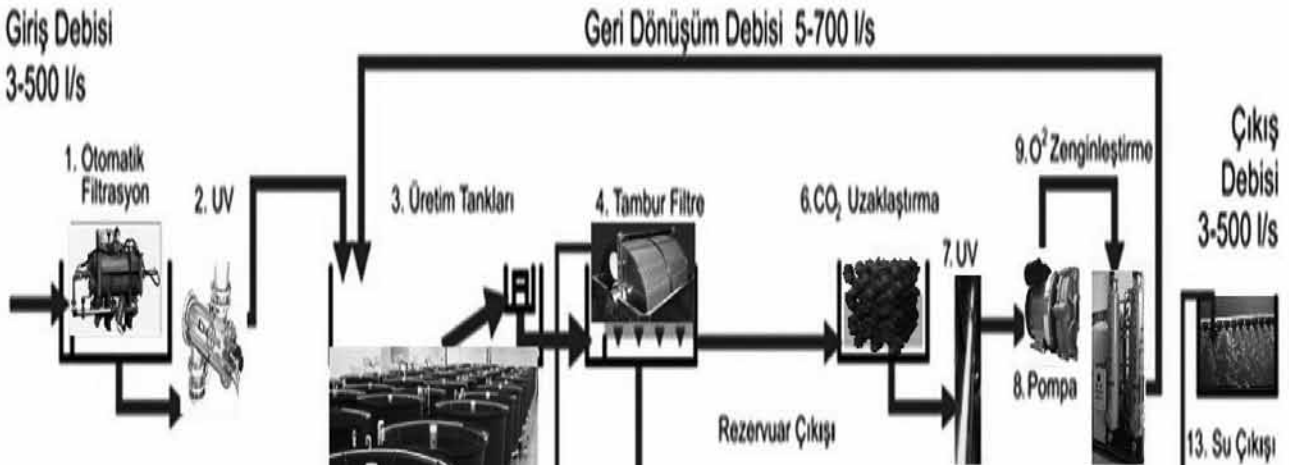 Giriş Debisi
3-500 l/s
Geri Dönüşüm Debisi 5-700 l/s
Çıkış
Debisi
3-500 l/s
1. Otomatik
Filtrasyon
2. UV
3. Üretim Tankları
4. Tambur Filtre
6.CO₂ Uzaklaştırma
7.UV
9.O² Zenginleştirme
8. Pompa
Rezervuar Çıkışı
13. Su Çıkışı